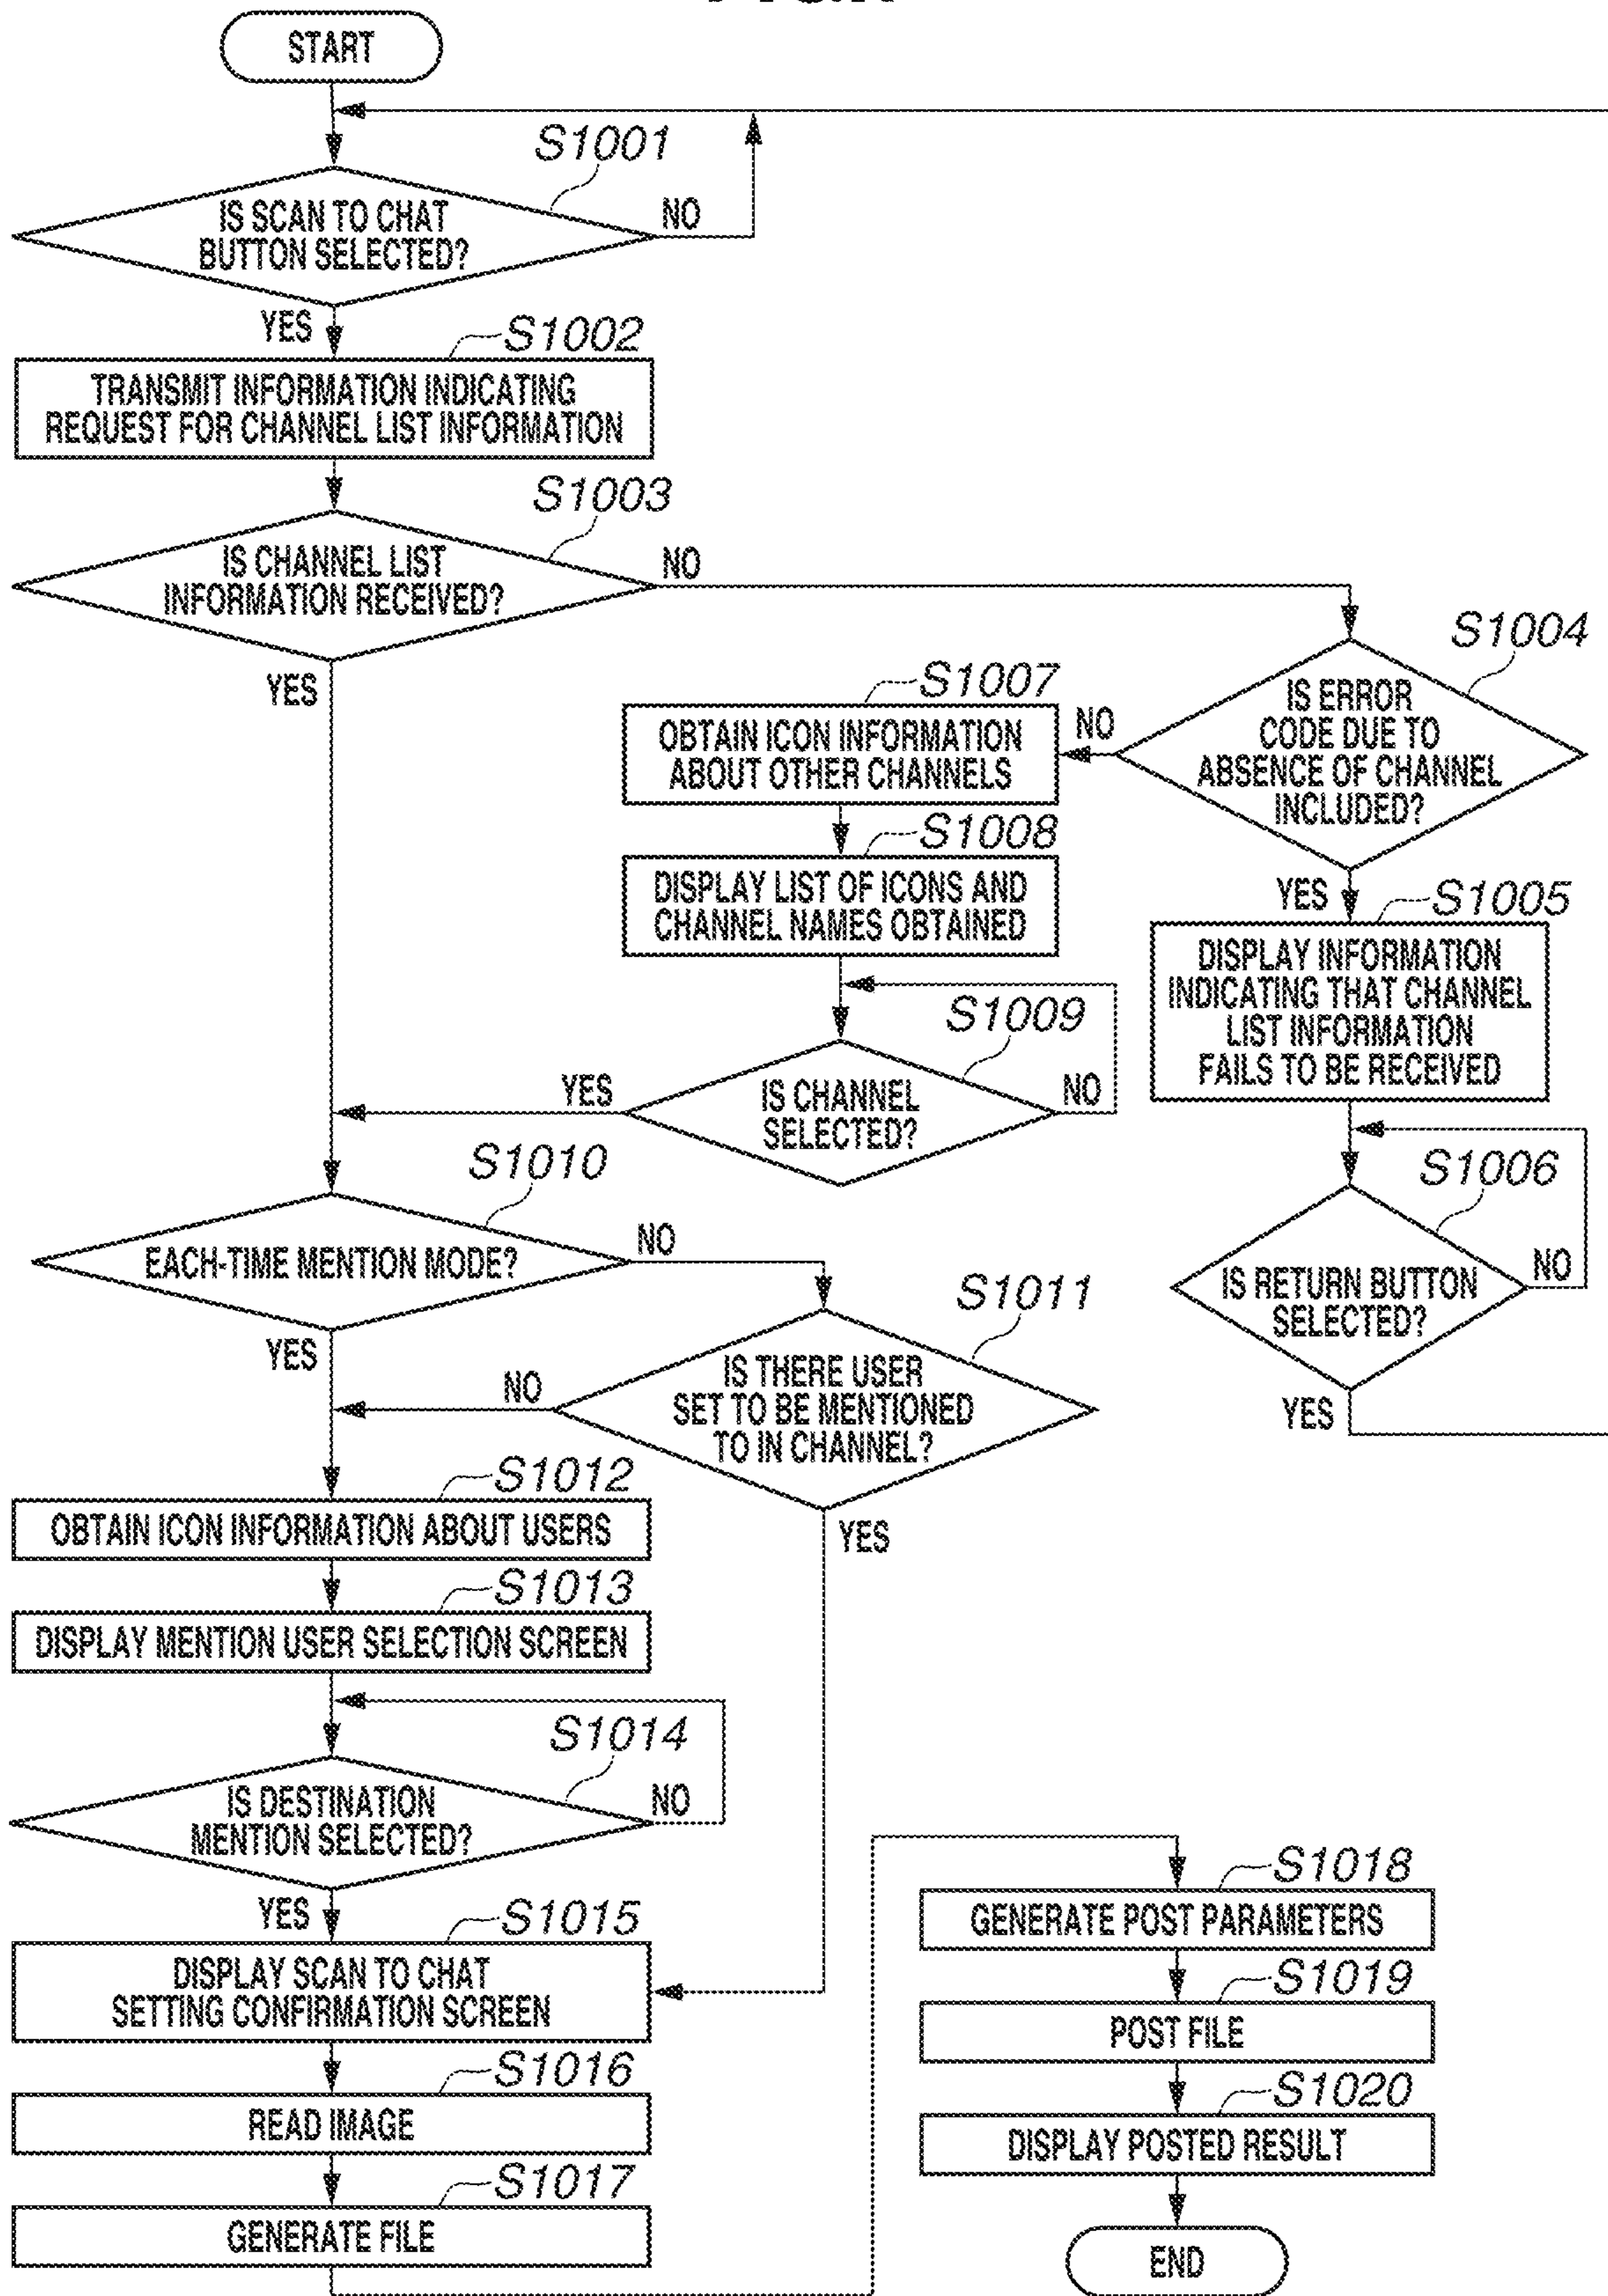 START
S1001
IS SCAN TO CHAT
BUTTON SELECTED?
NO
YES
S1002
TRANSMIT INFORMATION INDICATING
REQUEST FOR CHANNEL LIST INFORMATION
S1003
IS CHANNEL LIST
INFORMATION RECEIVED?
NO
YES
S1004
IS ERROR
CODE DUE TO
ABSENCE OF CHANNEL
INCLUDED?
NO
YES
S1007
OBTAIN ICON INFORMATION
ABOUT OTHER CHANNELS
S1008
DISPLAY LIST OF ICONS AND
CHANNEL NAMES OBTAINED
S1005
DISPLAY INFORMATION
INDICATING THAT CHANNEL
LIST INFORMATION
FAILS TO BE RECEIVED
S1009
IS CHANNEL
SELECTED?
YES
NO
S1006
IS RETURN BUTTON
SELECTED?
NO
YES
S1010
EACH-TIME MENTION MODE?
NO
YES
S1011
IS THERE USER
SET TO BE MENTIONED
TO IN CHANNEL?
NO
YES
S1012
OBTAIN ICON INFORMATION ABOUT USERS
S1013
DISPLAY MENTION USER SELECTION SCREEN
S1014
IS DESTINATION
MENTION SELECTED?
NO
YES
S1015
DISPLAY SCAN TO CHAT
SETTING CONFIRMATION SCREEN
S1016
READ IMAGE
S1017
GENERATE FILE
S1018
GENERATE POST PARAMETERS
S1019
POST FILE
S1020
DISPLAY POSTED RESULT
END